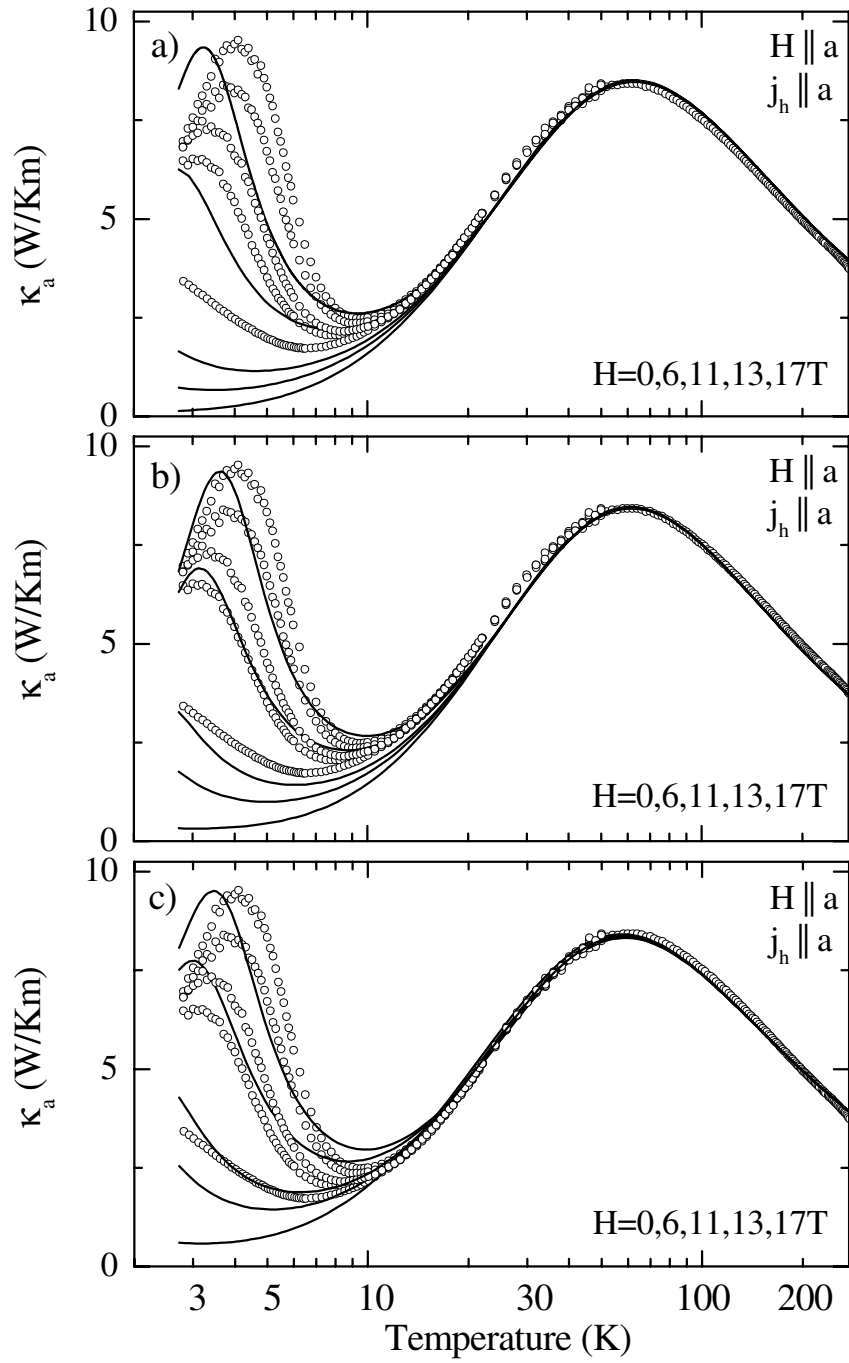 a)
H ∥ a
j_h ∥ a
10
5
0
κ_a (W/Km)
H=0,6,11,13,17T
b)
H ∥ a
j_h ∥ a
10
5
0
κ_a (W/Km)
H=0,6,11,13,17T
c)
H ∥ a
j_h ∥ a
10
5
0
κ_a (W/Km)
H=0,6,11,13,17T
3 5 10 30 100 200
Temperature (K)